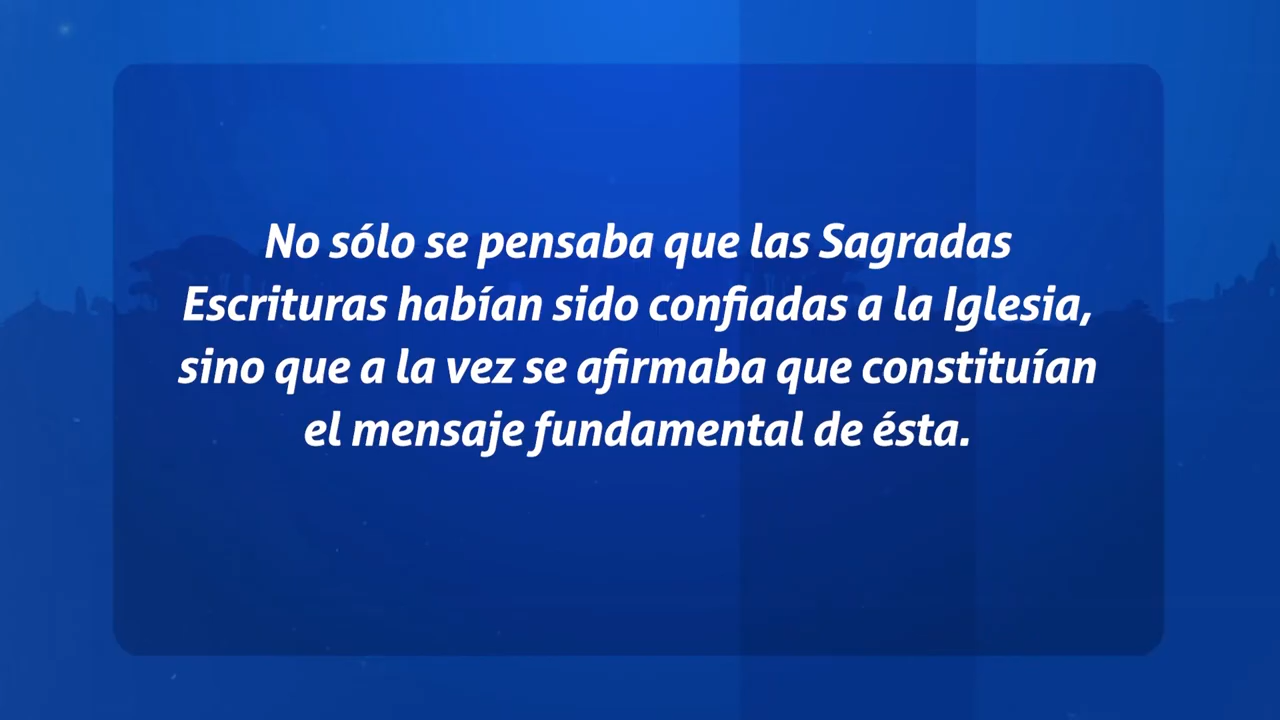 No sólo se pensaba que las Sagradas
Escrituras habían sido confiadas a la Iglesia,
sino que a la vez se afirmaba que constituían
el mensaje fundamental de ésta.